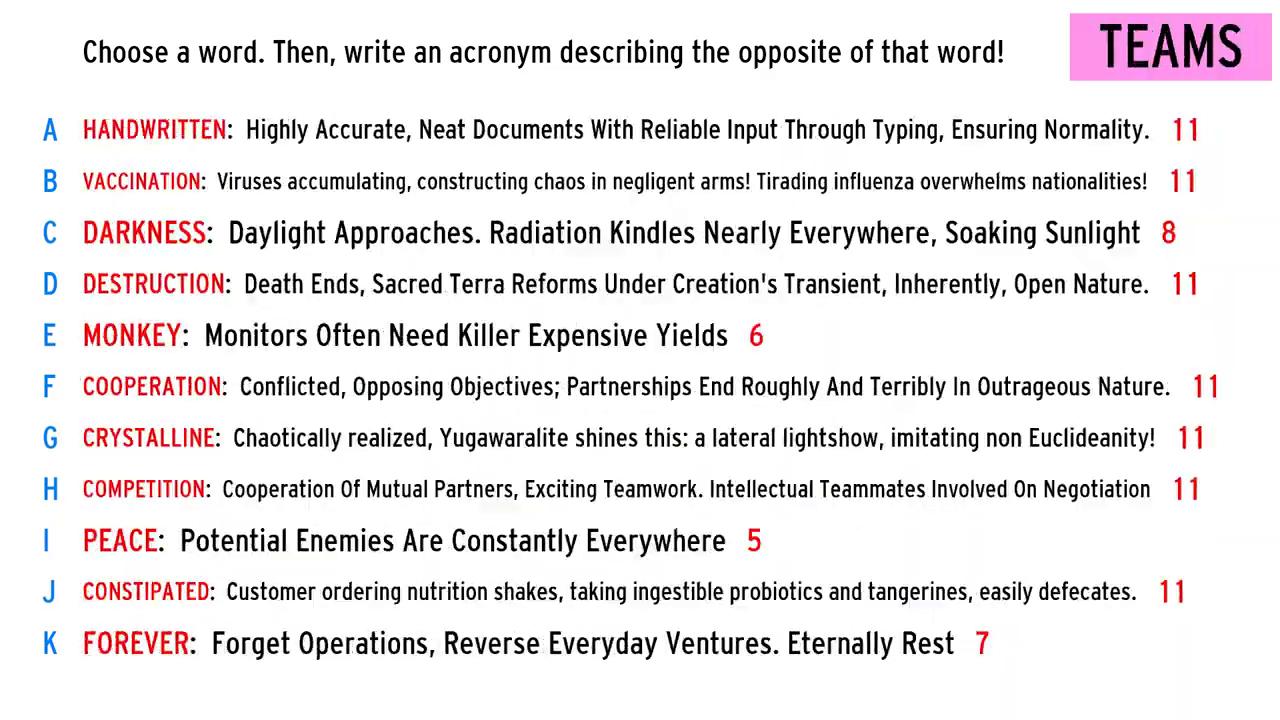 Choose a word. Then, write an acronym describing the opposite of that word!
TEAMS
A HANDWRITTEN: Highly Accurate, Neat Documents With Reliable Input Through Typing, Ensuring Normality. 11
B VACCINATION: Viruses accumulating, constructing chaos in negligent arms! Tirading influenza overwhelms nationalities! 11
C DARKNESS: Daylight Approaches. Radiation Kindles Nearly Everywhere, Soaking Sunlight 8
D DESTRUCTION: Death Ends, Sacred Terra Reforms Under Creation's Transient, Inherently, Open Nature. 11
E MONKEY: Monitors Often Need Killer Expensive Yields 6
F COOPERATION: Conflicted, Opposing Objectives; Partnerships End Roughly And Terribly In Outrageous Nature. 11
G CRYSTALLINE: Chaotically realized, Yugawaralite shines this: a lateral lightshow, imitating non Euclideanity! 11
H COMPETITION: Cooperation Of Mutual Partners, Exciting Teamwork. Intellectual Teammates Involved On Negotiation 11
I PEACE: Potential Enemies Are Constantly Everywhere 5
J CONSTIPATED: Customer ordering nutrition shakes, taking ingestible probiotics and tangerines, easily defecates. 11
K FOREVER: Forget Operations, Reverse Everyday Ventures. Eternally Rest 7